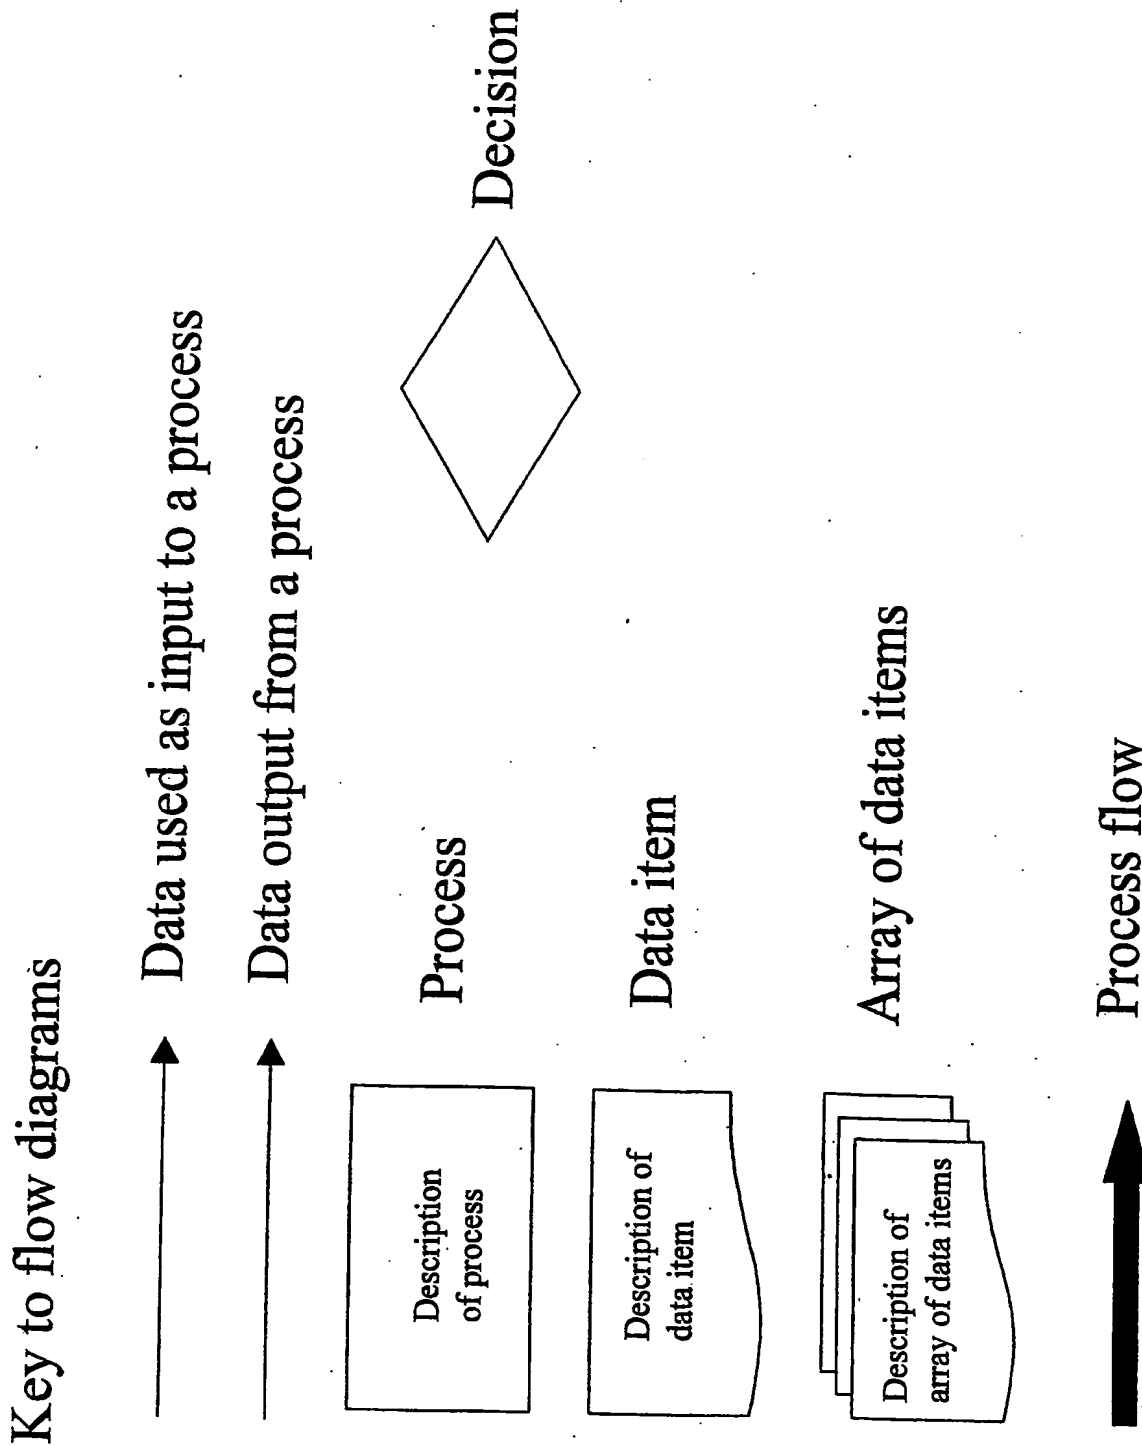 Key to flow diagrams
Data used as input to a process
Data output from a process
Description
of process
Process
Decision
Description of
data item
Data item
Description of
array of data items
Array of data items
Process flow